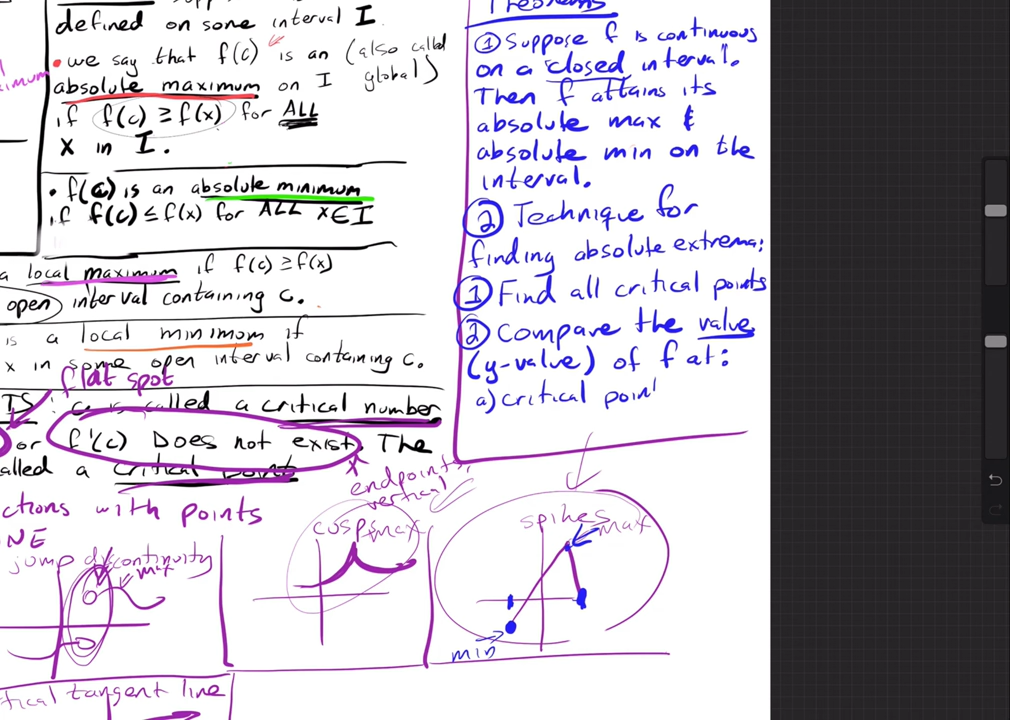 defined on some interval I
• we say that f(c) is an (also called
global)
absolute maximum on I
if f(c) ≥ f(x) for ALL
x in I.
• f(c) is an absolute minimum
if f(c) ≤ f(x) for ALL x∈I
a local maximum if f(c) ≥ f(x)
open interval containing c.
is a local minimum if
x in some open interval containing c.
flat spot
TS: c is called a critical number
or f'(c) Does not exist. The
called a critical point
endpoints,
vertical
ctions with points
NE
jump discontinuity
max
cusps
max
spikes
max
min
tical tangent line
Theorems
① Suppose f is continuous
on a closed interval.
Then f attains its
absolute max &
absolute min on the
interval.
② Technique for
finding absolute extrema:
① Find all critical points
② Compare the value
(y-value) of f at:
a) critical poin